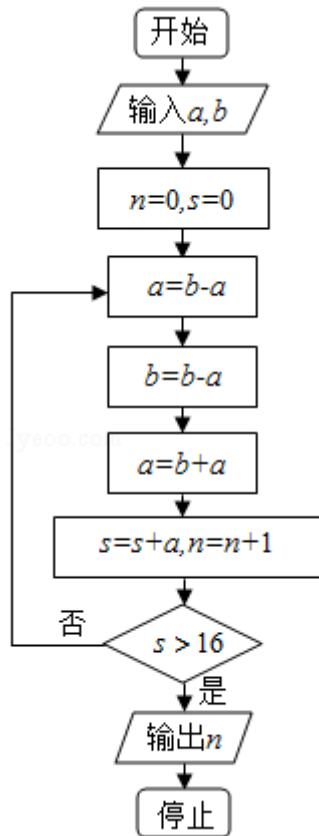 开始
输入a,b
n=0,s=0
a=b-a
b=b-a
a=b+a
s=s+a,n=n+1
否
s>16
是
输出n
停止